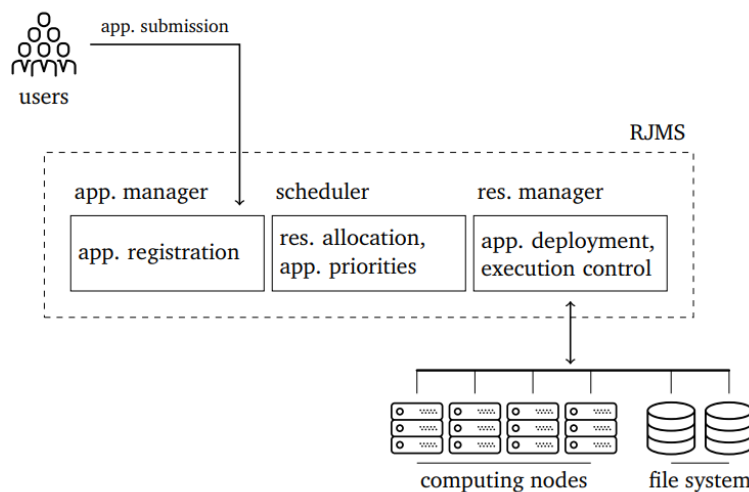 app. submission
users
RJMS
app. manager
scheduler
res. manager
app. registration
res. allocation,
app. priorities
app. deployment,
execution control
computing nodes
file system